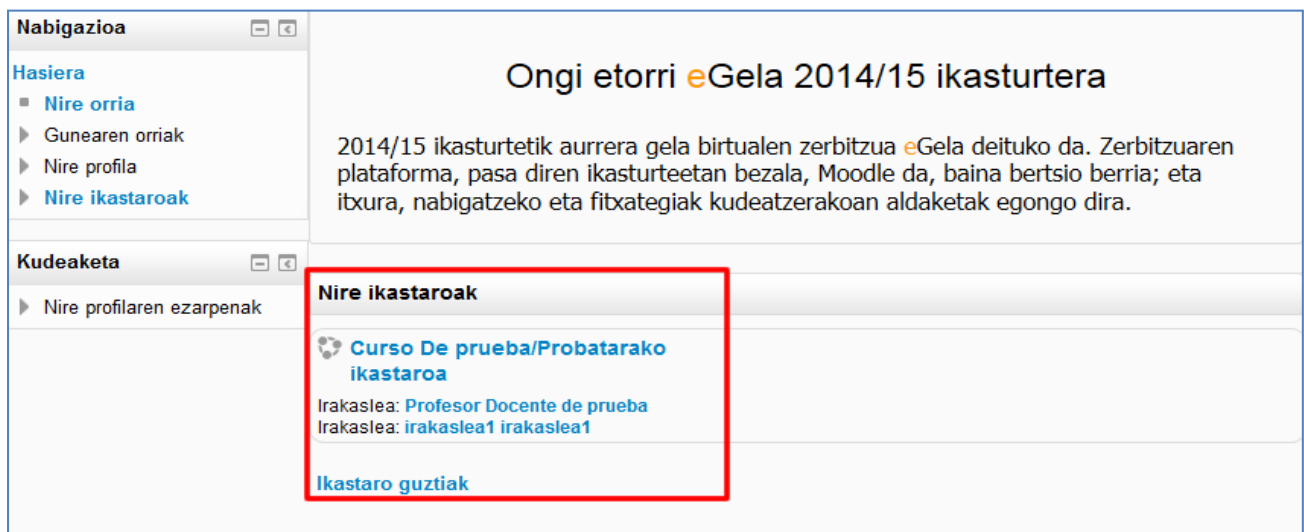 Nabigazioa
Hasiera
Nire orria
Gunearen orriak
Nire profila
Nire ikastaroak
Kudeaketa
Nire profilaren ezarpenak
Ongi etorri eGela 2014/15 ikasturtera
2014/15 ikasturtetik aurrera gela birtualen zerbitzua eGela deituko da. Zerbitzuaren
plataforma, pasa diren ikasturteetan bezala, Moodle da, baina bertsio berria; eta
itxura, nabigatzeko eta fitxategiak kudeatzerakoan aldaketak egongo dira.
Nire ikastaroak
Curso De prueba/Probatarako
ikastaroa
Irakaslea: Profesor Docente de prueba
Irakaslea: irakaslea1 irakaslea1
Ikastaro guztiak